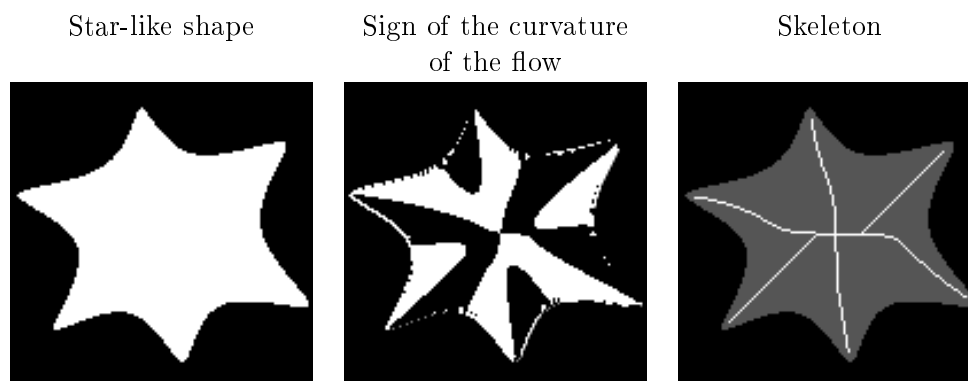 Star-like shape
Sign of the curvature
of the flow
Skeleton